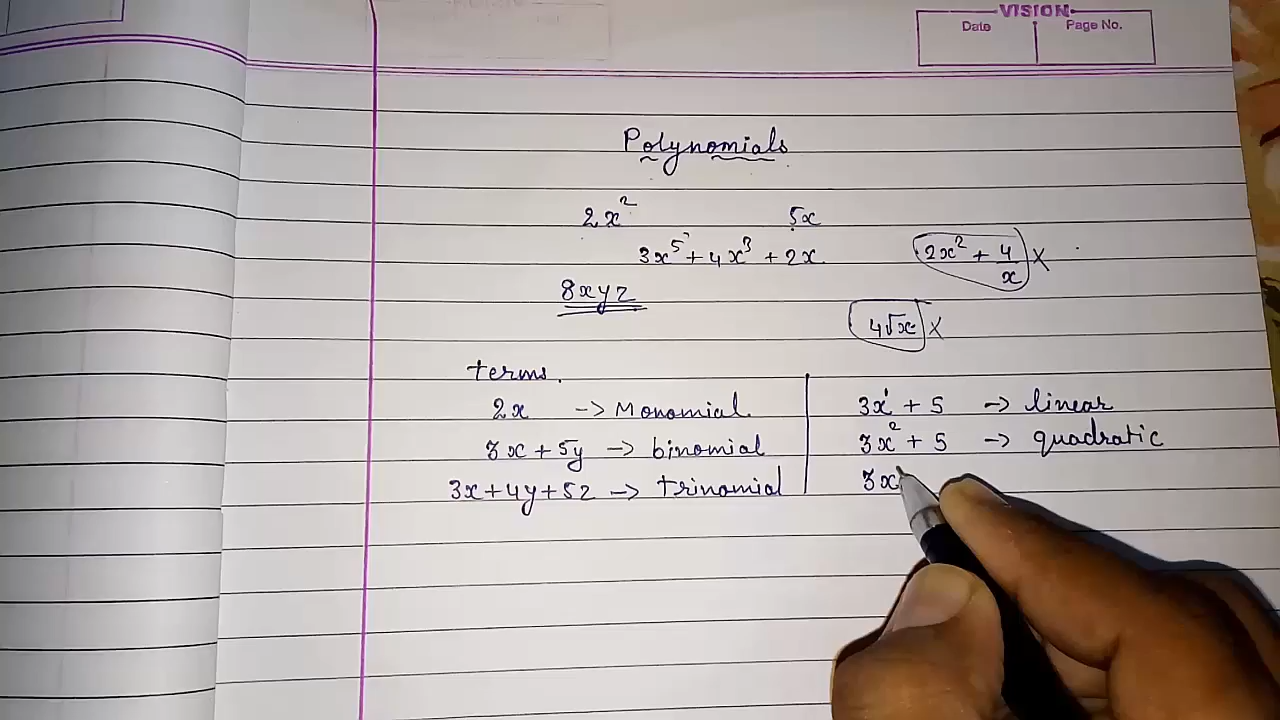 VISION
Date Page No.
Polynomials
2x² 5x
3x⁵ + 4x³ + 2x 2x² + 4/x X
8xyz
4√x X
terms.
2x -> Monomial
3x + 5y -> binomial
3x + 4y + 5z -> trinomial
3x¹ + 5 -> linear
3x² + 5 -> quadratic
3x